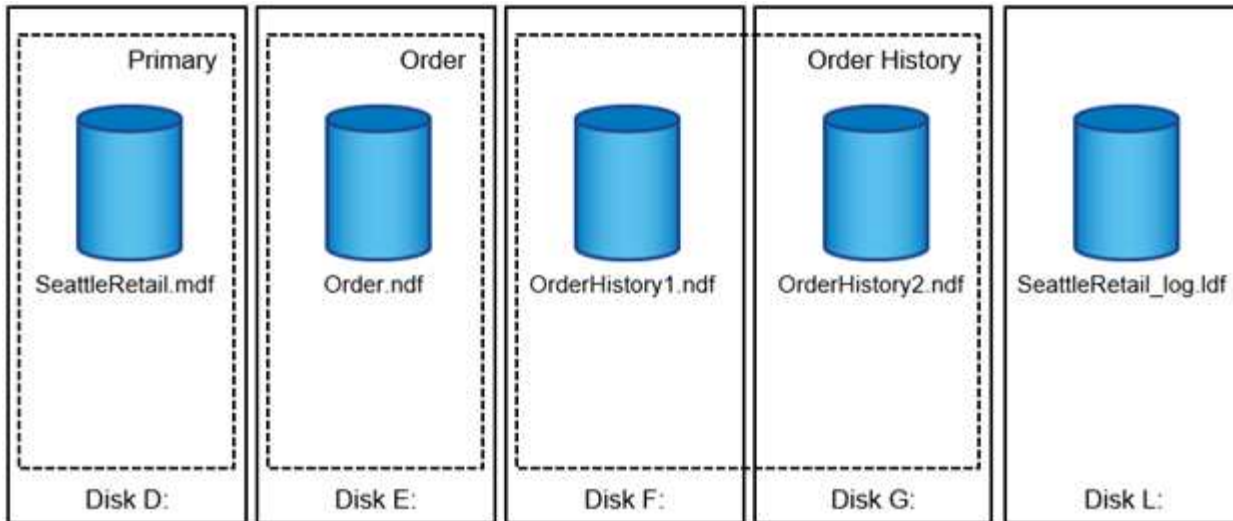 Primary
Order
Order History
SeattleRetail.mdf
Order.ndf
OrderHistory1.ndf
OrderHistory2.ndf
SeattleRetail_log.ldf
Disk D:
Disk E:
Disk F:
Disk G:
Disk L: